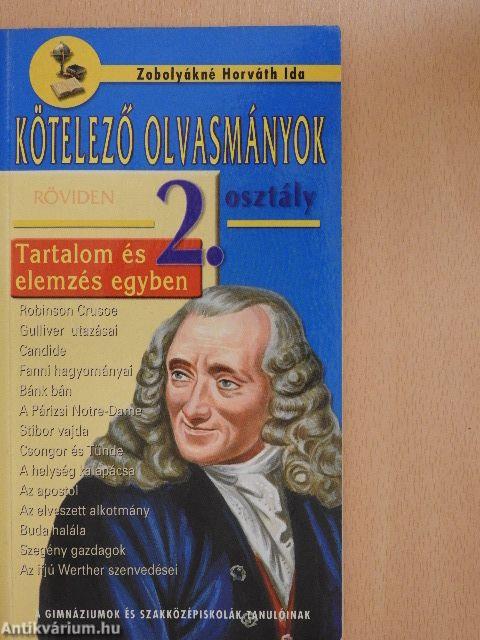 Zobolyákné Horváth Ida
KÖTELEZŐ OLVASMÁNYOK
RÖVIDEN
2. osztály
Tartalom és
elemzés egyben
Robinson Crusoe
Gulliver utazásai
Candide
Fanni hagyományai
Bánk bán
A Párizsi Notre-Dame
Stibor vajda
Csongor és Tünde
A helység kalapácsa
Az apostol
Az elveszett alkotmány
Buda halála
Szegény gazdagok
Az ifjú Werther szenvedései
A GIMNÁZIUMOK ÉS SZAKKÖZÉPISKOLÁK TANULÓINAK
Antikvárium.hu